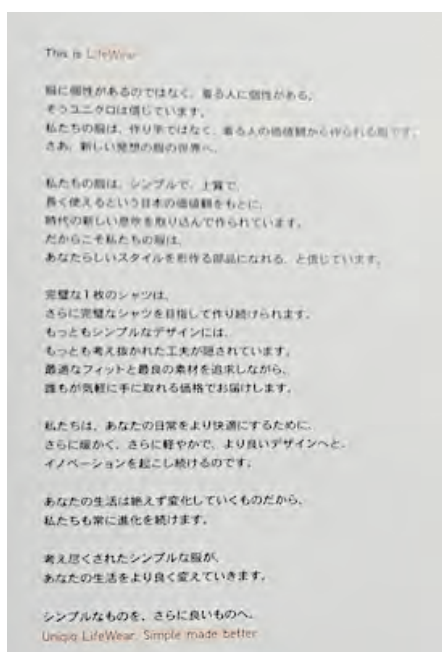 This is LifeWear
服に個性があるのではなく、着る人に個性がある。
そうユニクロは信じています。
私たちの服は、作り手ではなく、着る人の価値観から作られる服です。
さあ、新しい発想の服の世界へ。
私たちの服は、シンプルで、上質で、
長く使えるという日本の価値観をもとに、
時代の新しい息吹を取り込んで作られています。
だからこそ私たちの服は、
あなたらしいスタイルを形作る部品になれる、と信じています。
完璧な1枚のシャツは、
さらに完璧なシャツを目指して作り続けられます。
もっともシンプルなデザインには、
もっとも考え抜かれた工夫が隠されています。
最適なフィットと最良の素材を追求しながら、
誰もが気軽に手に取れる価格でお届けします。
私たちは、あなたの日常をより快適にするために、
さらに暖かく、さらに軽やかで、より良いデザインへと、
イノベーションを起こし続けるのです。
あなたの生活は絶えず変化していくものだから、
私たちも常に進化を続けます。
考え尽くされたシンプルな服が、
あなたの生活をより良く変えていきます。
シンプルなものを、さらに良いものへ。
Uniqlo LifeWear. Simple made better.